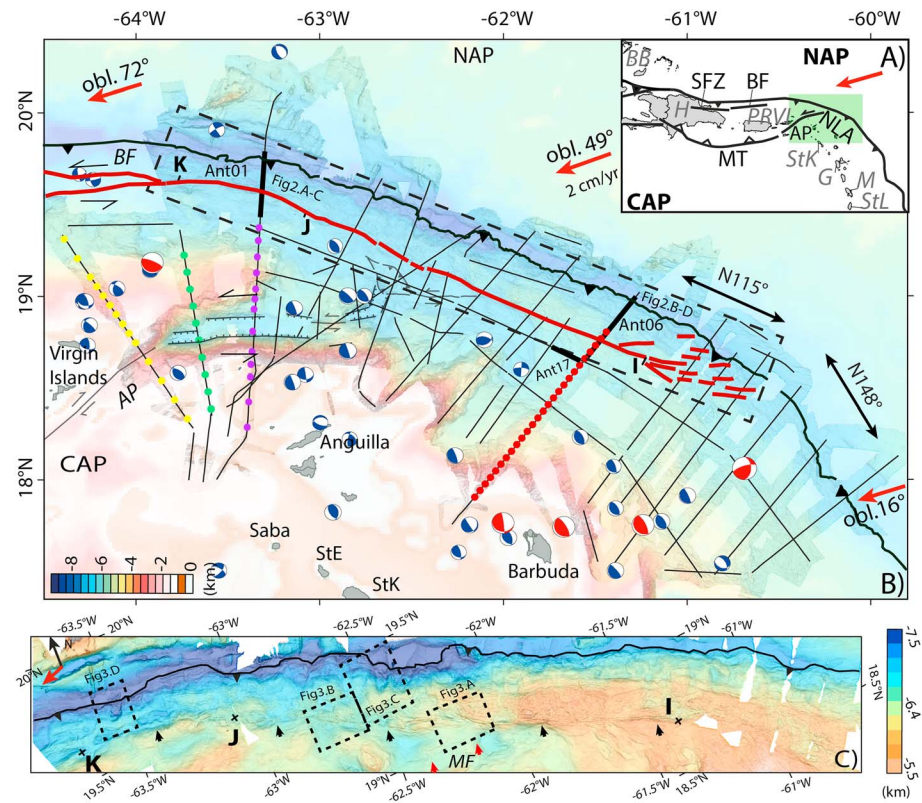 -64°W
-63°W
-62°W
-61°W
-60°W
NAP
A)
BB
NAP
SFZ
BF
H
PRVI
AP
NLA
MT
StK
G
M
StL
CAP
obl. 72°
20°N
BF
K
Ant01
Fig2.A-C
J
obl. 49°
2 cm/yr
19°N
N115°
Fig2.B-D
Ant06
Ant17
I
N148°
Virgin
Islands
AP
18°N
CAP
Anguilla
obl.16°
Saba
StE
StK
Barbuda
-8
-6
-4
-2
0
(km)
B)
-63.5°W
20°N
-63°W
-62.5°W
19.5°N
-62°W
-61.5°W
19°N
-61°W
N
20°N
Fig3.D
Fig3.B
Fig3.C
Fig3.A
18.5°N
I
J
K
MF
C)
19.5°N
-63.5°W
-63°W
19°N
-62.5°W
-62°W
-61.5°W
18.5°N
-61°W
-7.5
-6.4
-5.5
(km)